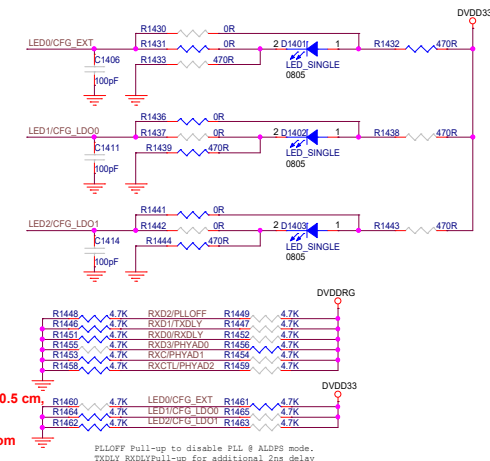 DVDD33
R1430 0R
LED0/CFG_EXT R1431 0R 2 D1401 1 R1432 470R
C1406 R1433 470R LED_SINGLE
0805
100pF
R1436 0R
LED1/CFG_LDO0 R1437 0R 2 D1402 1 R1438 470R
C1411 R1439 470R LED_SINGLE
0805
100pF
R1441 0R
LED2/CFG_LDO1 R1442 0R 2 D1403 1 R1443 470R
C1414 R1444 470R LED_SINGLE
0805
100pF
DVDDRG
R1448 4.7K RXD2/PLLOFF R1449 4.7K
R1446 4.7K RXD1/TXDLY R1447 4.7K
R1451 4.7K RXD0/RXDLY R1452 4.7K
R1455 4.7K RXD3/PHYAD0 R1456 4.7K
R1453 4.7K RXC/PHYAD1 R1454 4.7K
R1458 4.7K RXCTL/PHYAD2 R1459 4.7K
DVDD33
0.5 cm,
R1460 4.7K LED0/CFG_EXT R1461 4.7K
R1464 4.7K LED1/CFG_LDO0 R1465 4.7K
R1462 4.7K LED2/CFG_LDO1 R1463 4.7K
om
PLLOFF Pull-up to disable PLL @ ALDPS mode.
TXDLY RXDLYPull-up for additional 2ns delay